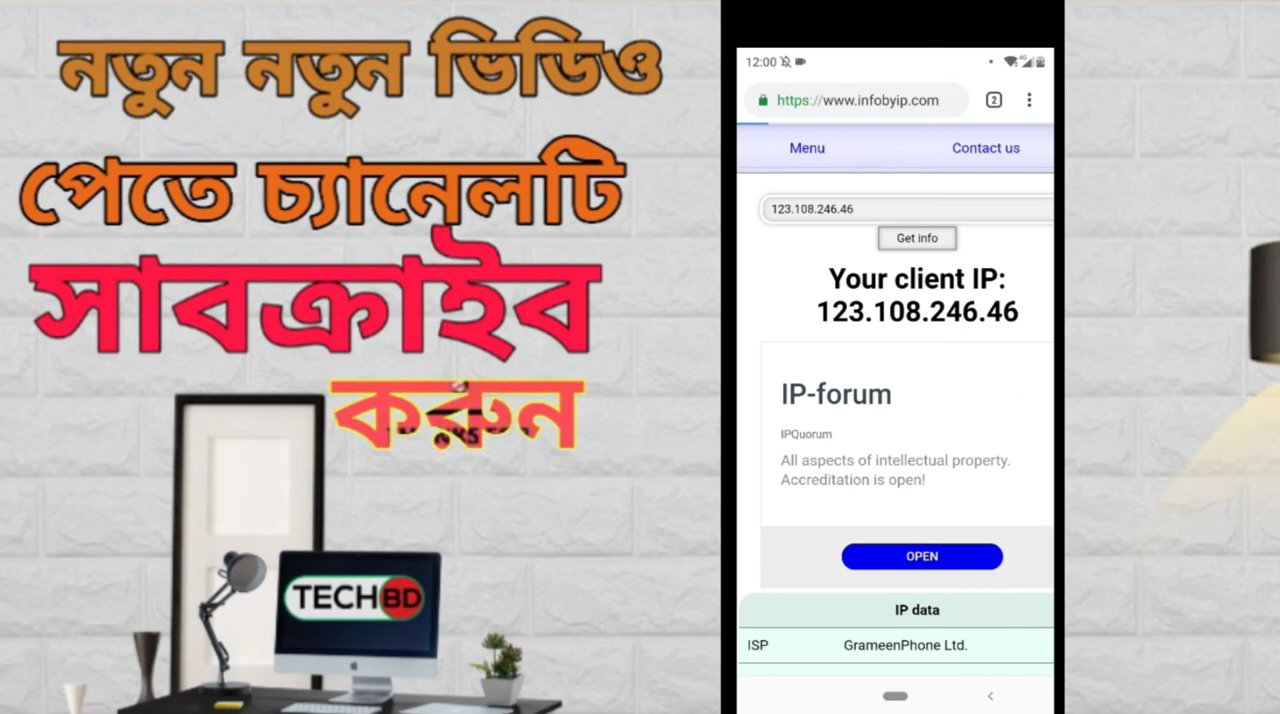 নতুন নতুন ভিডিও
পেতে চ্যানেলটি
সাবক্রাইব
করুন
TECH BD
12:00
https://www.infobyip.com
2
Menu
Contact us
123.108.246.46
Get info
Your client IP:
123.108.246.46
IP-forum
IPQuorum
All aspects of intellectual property.
Accreditation is open!
OPEN
IP data
ISP
GrameenPhone Ltd.